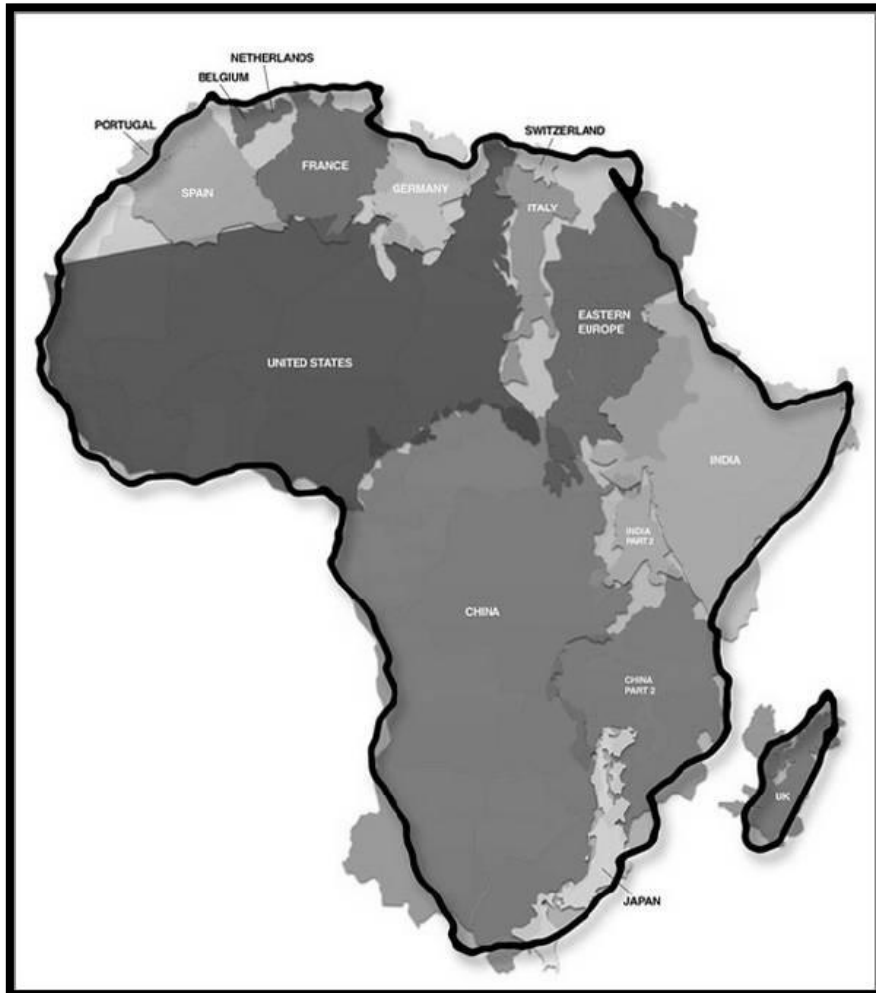 NETHERLANDS
BELGIUM
PORTUGAL
SWITZERLAND
FRANCE
SPAIN
GERMANY
ITALY
EASTERN
EUROPE
UNITED STATES
INDIA
INDIA
PART 2
CHINA
CHINA
PART 2
UK
JAPAN